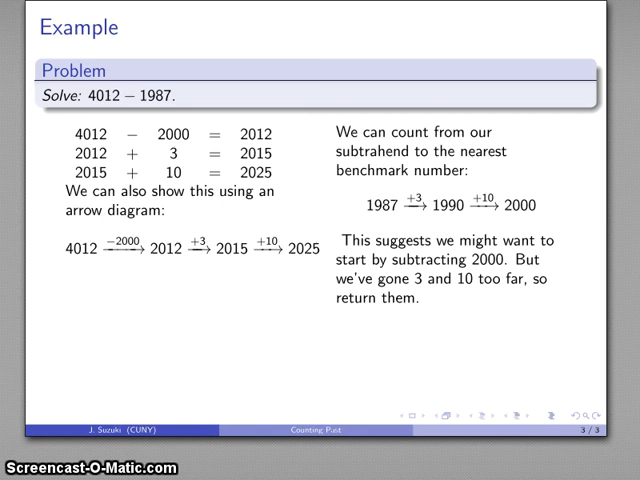 Example
Problem
Solve: 4012 − 1987.
4012 − 2000 = 2012
2012 + 3 = 2015
2015 + 10 = 2025
We can also show this using an
arrow diagram:
4012 −2000→ 2012 +3→ 2015 +10→ 2025
We can count from our
subtrahend to the nearest
benchmark number:
1987 +3→ 1990 +10→ 2000
This suggests we might want to
start by subtracting 2000. But
we've gone 3 and 10 too far, so
return them.
J. Suzuki (CUNY)
Counting Past
3 / 3
Screencast-O-Matic.com